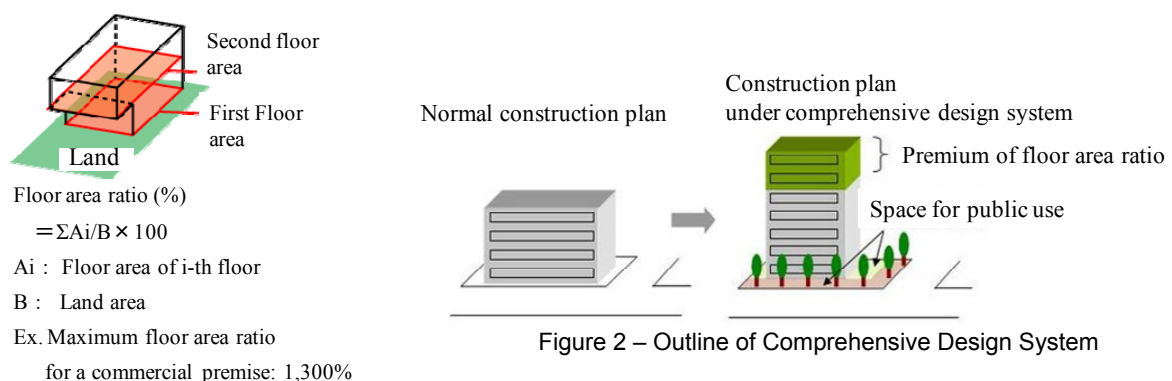 Second floor
area
First Floor
area
Land
Floor area ratio (%)
＝ΣAi/B × 100
Ai : Floor area of i-th floor
B : Land area
Ex. Maximum floor area ratio
for a commercial premise: 1,300%
Normal construction plan
Construction plan
under comprehensive design system
Premium of floor area ratio
Space for public use
Figure 2 – Outline of Comprehensive Design System